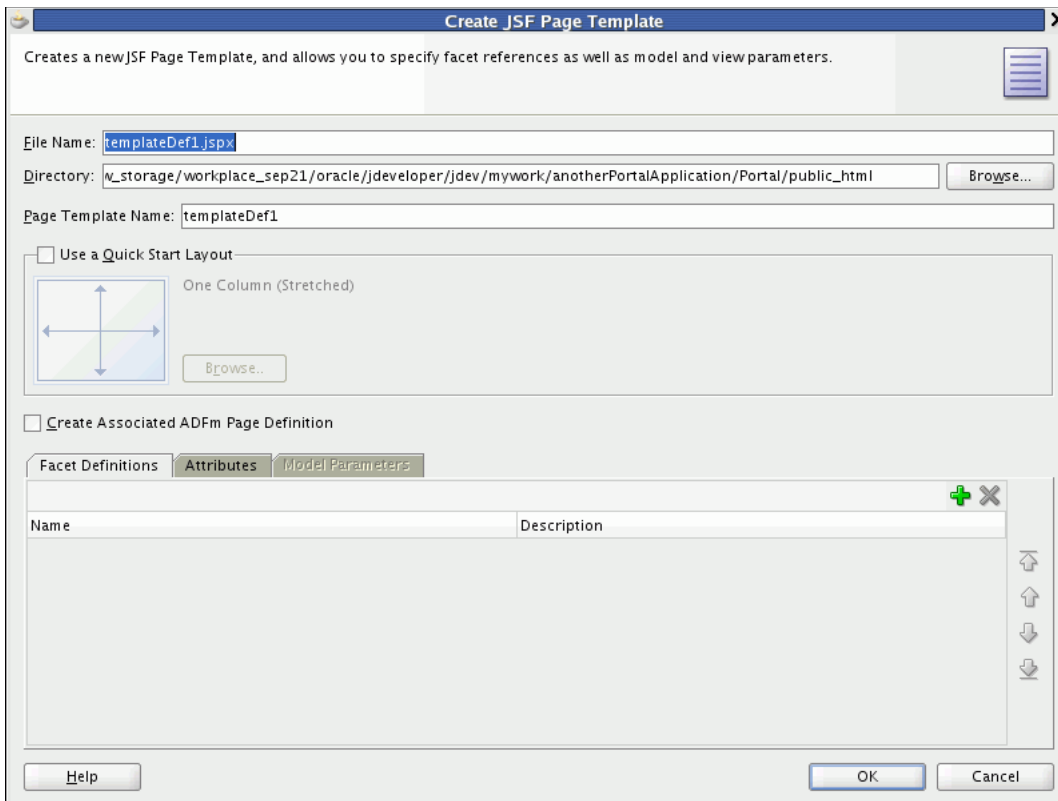 Create JSF Page Template
Creates a new JSF Page Template, and allows you to specify facet references as well as model and view parameters.
File Name: templateDef1.jspx
Directory: w_storage/workplace_sep21/oracle/jdeveloper/jdev/mywork/anotherPortalApplication/Portal/public_html Browse...
Page Template Name: templateDef1
Use a Quick Start Layout
One Column (Stretched)
Browse..
Create Associated ADFm Page Definition
Facet Definitions Attributes Model Parameters
Name Description
Help OK Cancel